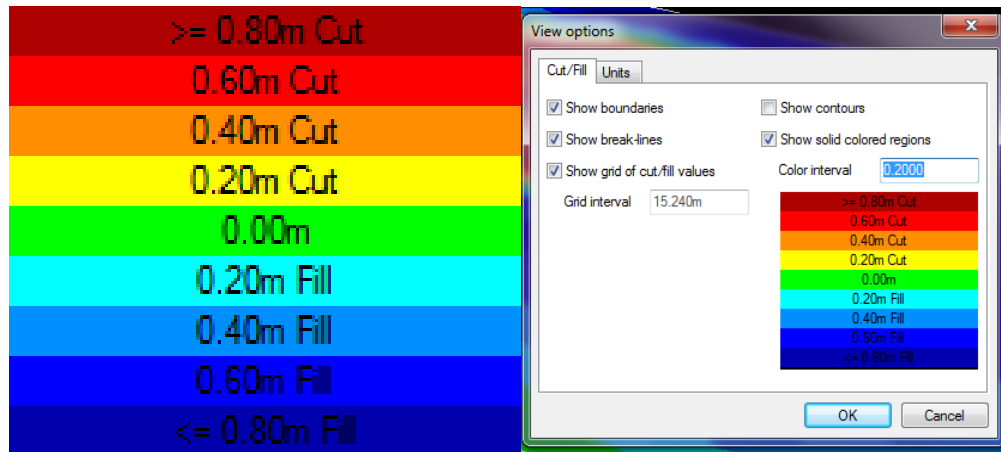 >= 0.80m Cut
0.60m Cut
0.40m Cut
0.20m Cut
0.00m
0.20m Fill
0.40m Fill
0.60m Fill
<= 0.80m Fill
View options
Cut/Fill Units
Show boundaries
Show contours
Show break-lines
Show solid colored regions
Show grid of cut/fill values
Color interval 0.2000
Grid interval 15.240m
>= 0.80m Cut
0.60m Cut
0.40m Cut
0.20m Cut
0.00m
0.20m Fill
0.40m Fill
0.60m Fill
<= 0.80m Fill
OK Cancel